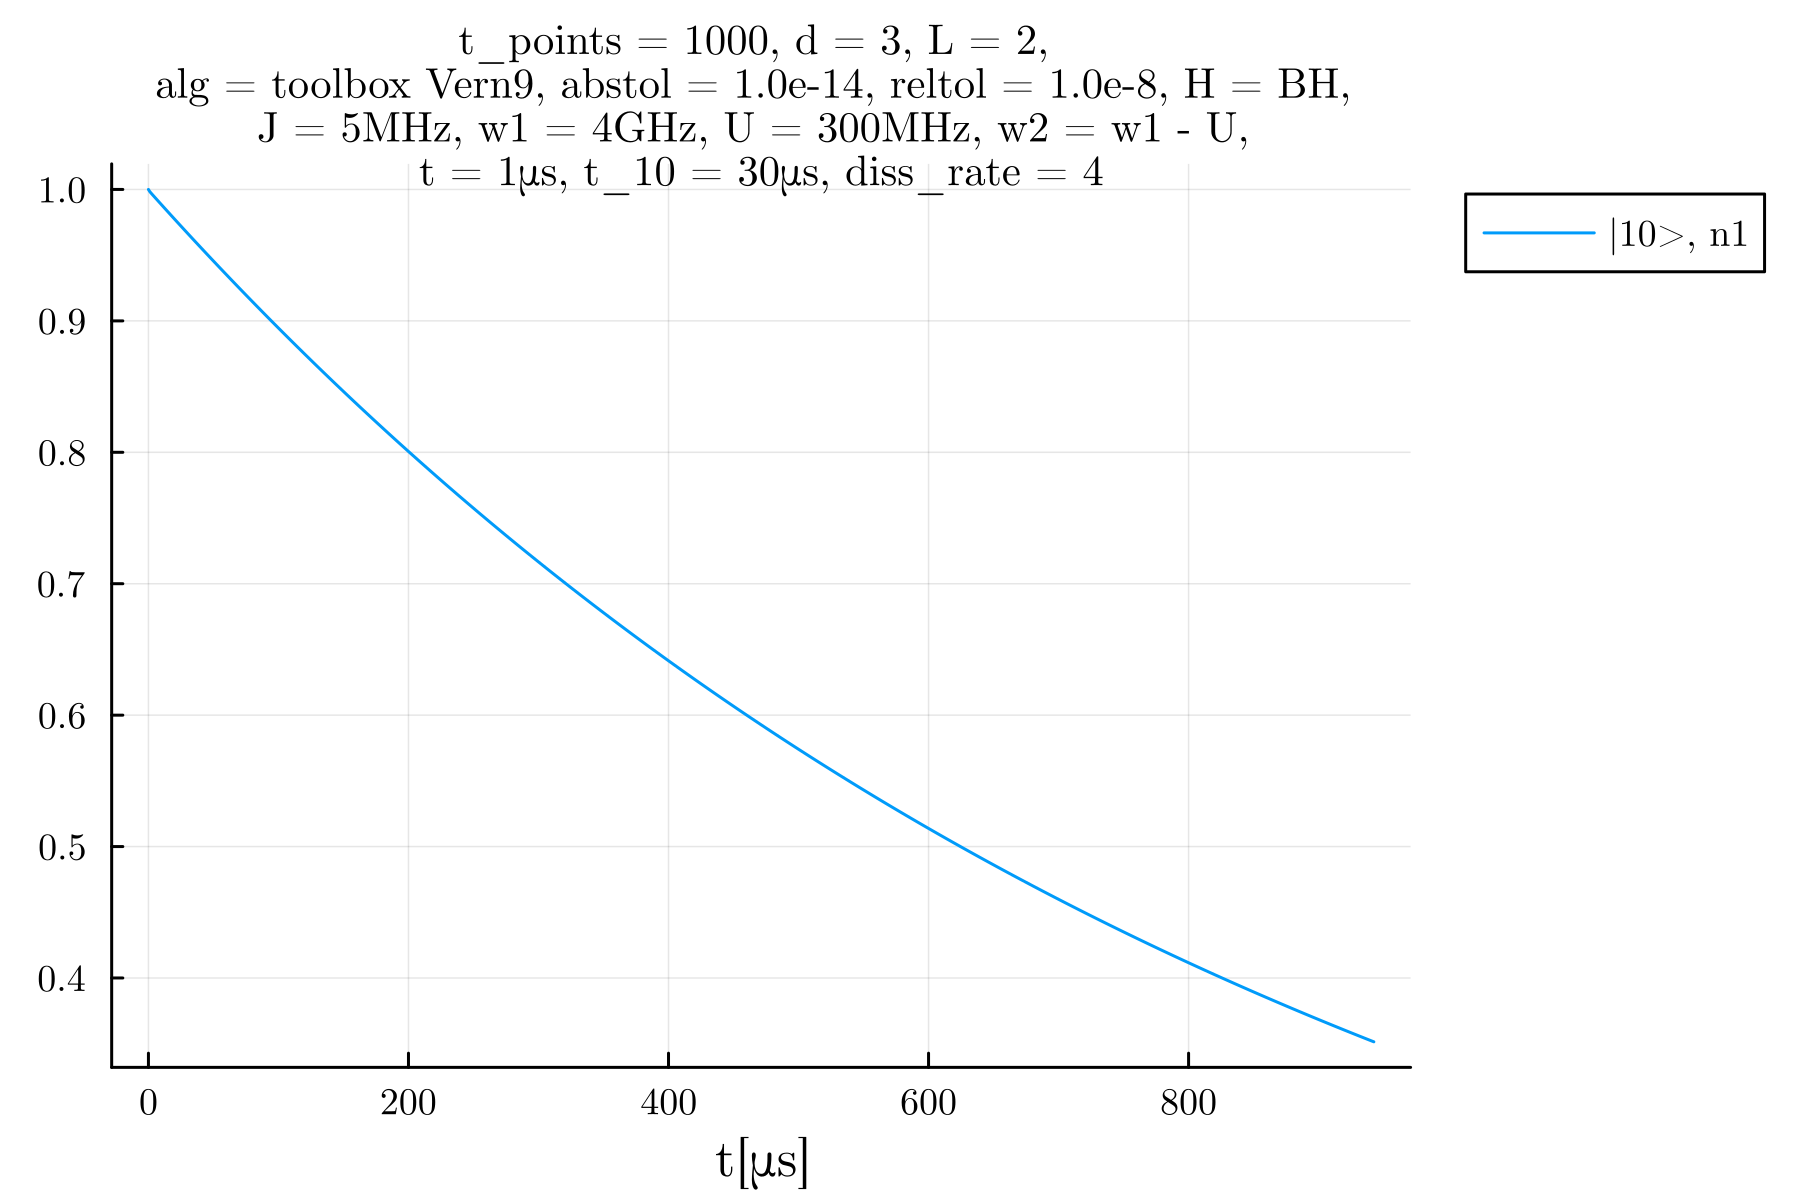 t_points = 1000, d = 3, L = 2,
alg = toolbox Vern9, abstol = 1.0e-14, reltol = 1.0e-8, H = BH,
J = 5MHz, w1 = 4GHz, U = 300MHz, w2 = w1 - U,
t = 1μs, t_10 = 30μs, diss_rate = 4
1.0
0.9
0.8
0.7
0.6
0.5
0.4
|10>, n1
0 200 400 600 800
t[μs]